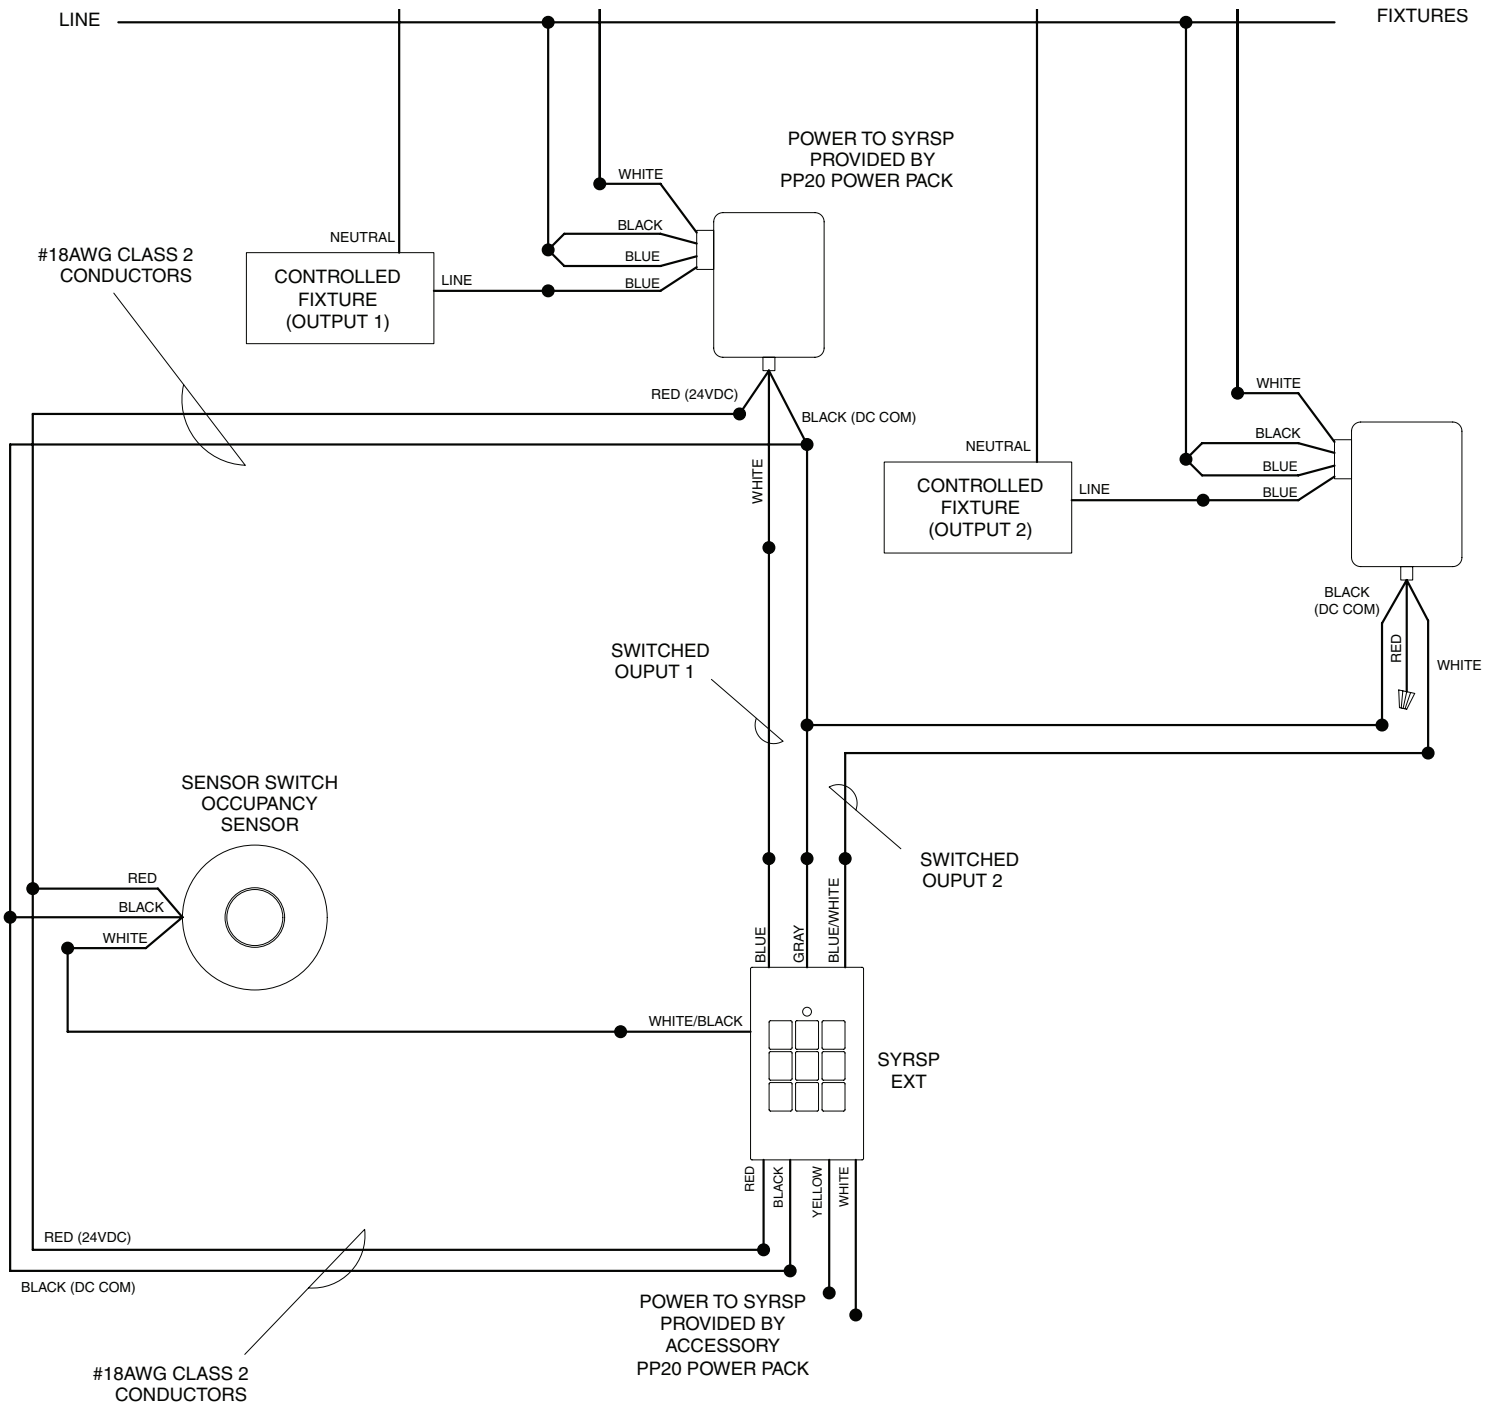 LINE
FIXTURES
POWER TO SYRSP
PROVIDED BY
PP20 POWER PACK
WHITE
BLACK
BLUE
BLUE
NEUTRAL
LINE
CONTROLLED
FIXTURE
(OUTPUT 1)
#18AWG CLASS 2
CONDUCTORS
RED (24VDC)
BLACK (DC COM)
WHITE
WHITE
BLACK
BLUE
BLUE
NEUTRAL
LINE
CONTROLLED
FIXTURE
(OUTPUT 2)
BLACK
(DC COM)
RED
WHITE
SWITCHED
OUPUT 1
SENSOR SWITCH
OCCUPANCY
SENSOR
RED
BLACK
WHITE
SWITCHED
OUPUT 2
BLUE
GRAY
BLUE/WHITE
WHITE/BLACK
SYRSP
EXT
RED
BLACK
YELLOW
WHITE
RED (24VDC)
BLACK (DC COM)
POWER TO SYRSP
PROVIDED BY
ACCESSORY
PP20 POWER PACK
#18AWG CLASS 2
CONDUCTORS